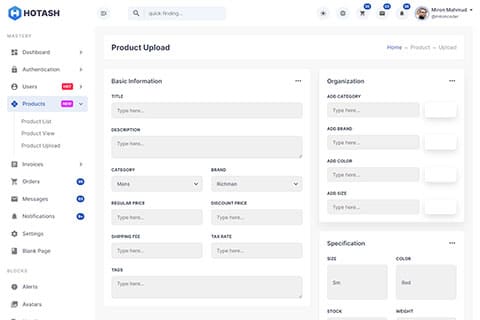 HOTASH
quick finding...
Miron Mahmud
@mironcoder
MASTERY
Dashboard
Authentication
Users HOT
Products NEW
Product List
Product View
Product Upload
Invoices
Orders
Messages
Notifications
Settings
Blank Page
BLOCKS
Alerts
Avatars
Product Upload
Home Product Upload
Basic Information
TITLE
Type here...
DESCRIPTION
Type here...
CATEGORY BRAND
Mans Richman
REGULAR PRICE DISCOUNT PRICE
Type here... Type here...
SHIPPING FEE TAX RATE
Type here... Type here...
TAGS
Type here...
Organization
ADD CATEGORY
Type here...
ADD BRAND
Type here...
ADD COLOR
Type here...
ADD SIZE
Type here...
Specification
SIZE COLOR
Sm Red
STOCK WEIGHT